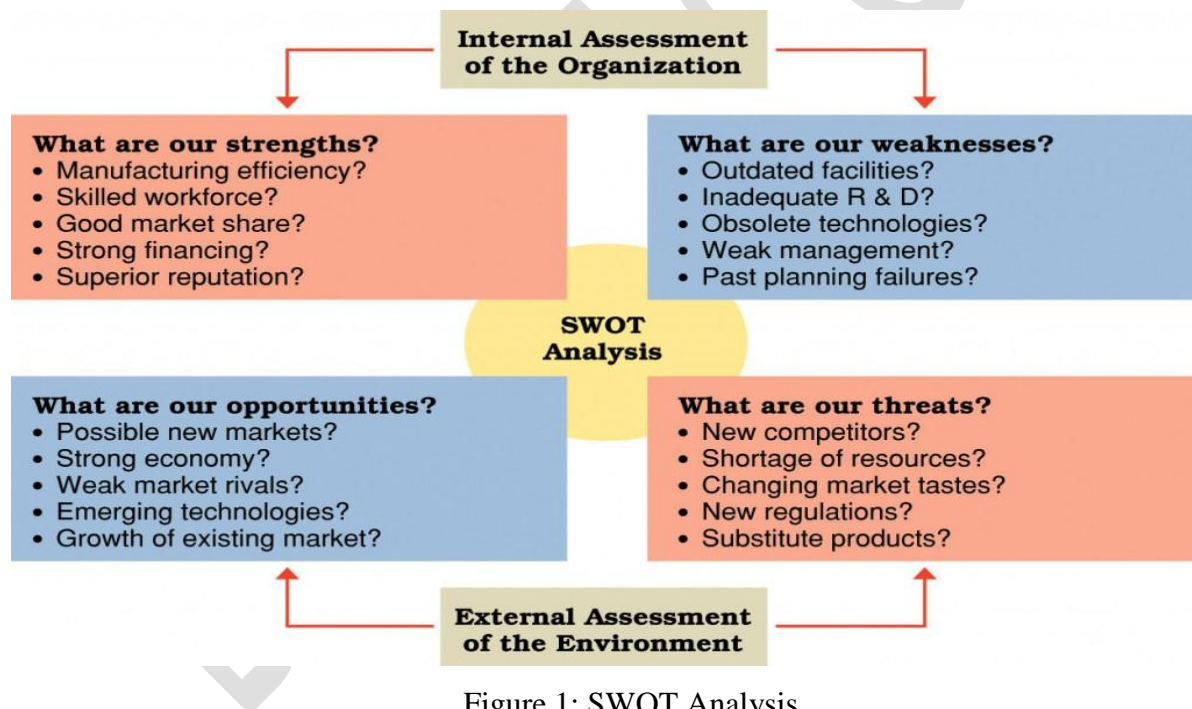 Internal Assessment
of the Organization
What are our strengths?
• Manufacturing efficiency?
• Skilled workforce?
• Good market share?
• Strong financing?
• Superior reputation?
What are our weaknesses?
• Outdated facilities?
• Inadequate R & D?
• Obsolete technologies?
• Weak management?
• Past planning failures?
SWOT
Analysis
What are our opportunities?
• Possible new markets?
• Strong economy?
• Weak market rivals?
• Emerging technologies?
• Growth of existing market?
What are our threats?
• New competitors?
• Shortage of resources?
• Changing market tastes?
• New regulations?
• Substitute products?
External Assessment
of the Environment
Figure 1: SWOT Analysis